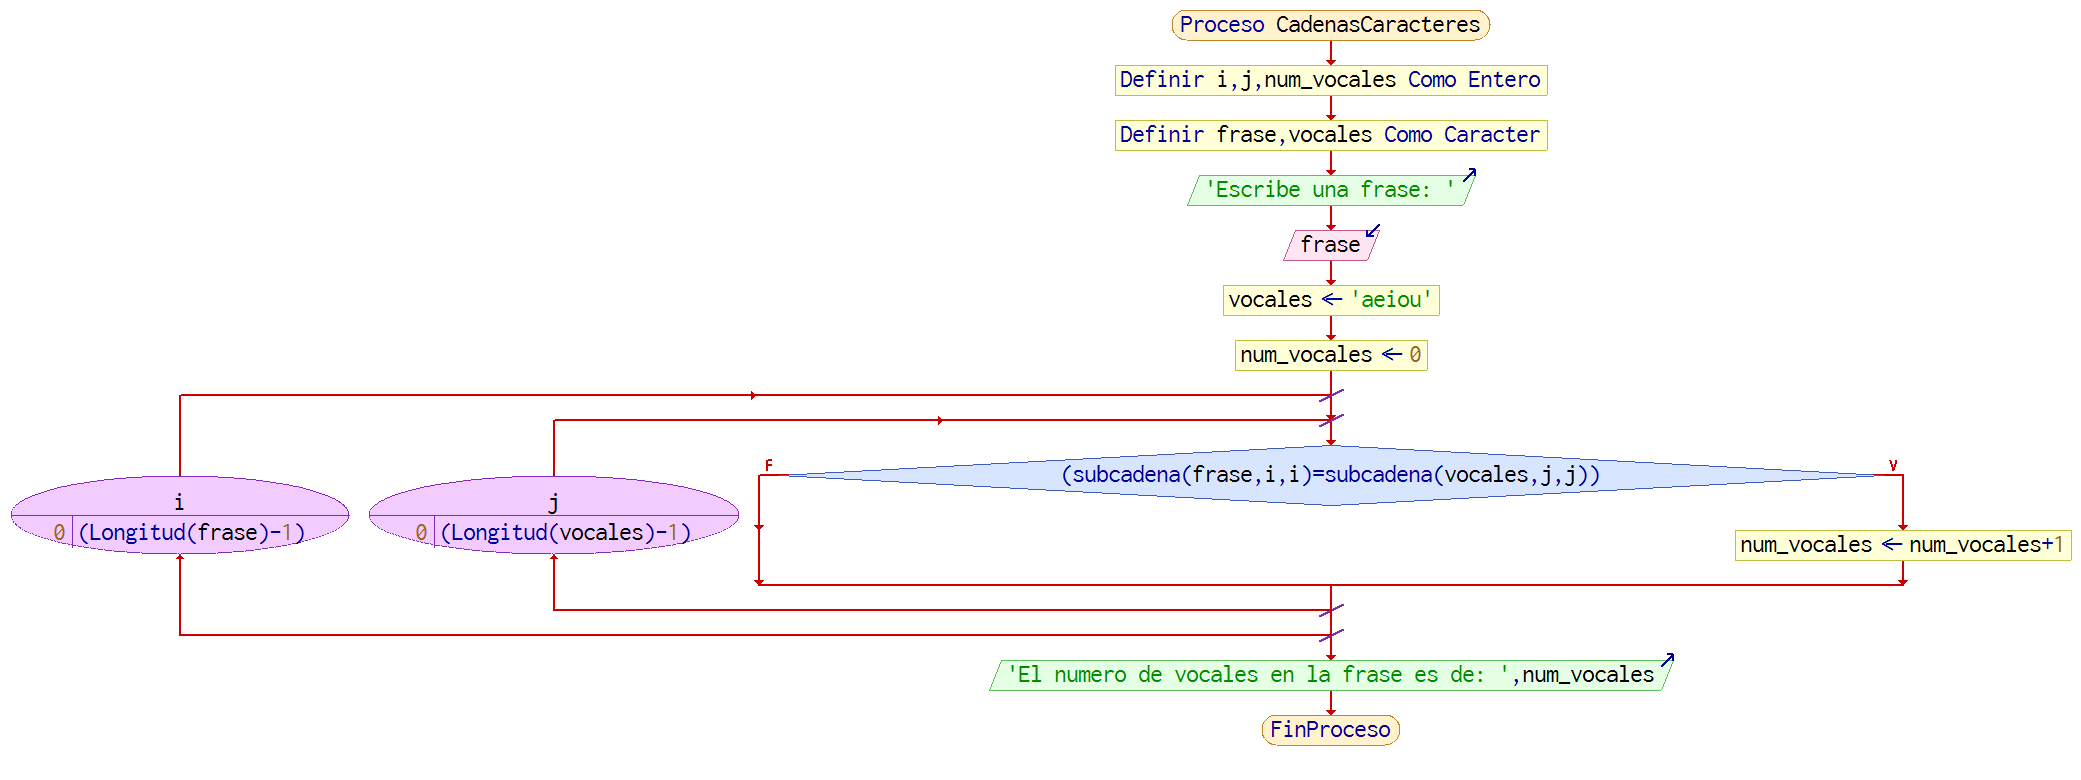 Proceso CadenasCaracteres
Definir i,j,num_vocales Como Entero
Definir frase,vocales Como Caracter
'Escribe una frase: '
frase
vocales ← 'aeiou'
num_vocales ← 0
i
0 (Longitud(frase)-1)
j
0 (Longitud(vocales)-1)
F
(subcadena(frase,i,i)=subcadena(vocales,j,j))
V
num_vocales ← num_vocales+1
'El numero de vocales en la frase es de: ',num_vocales
FinProceso